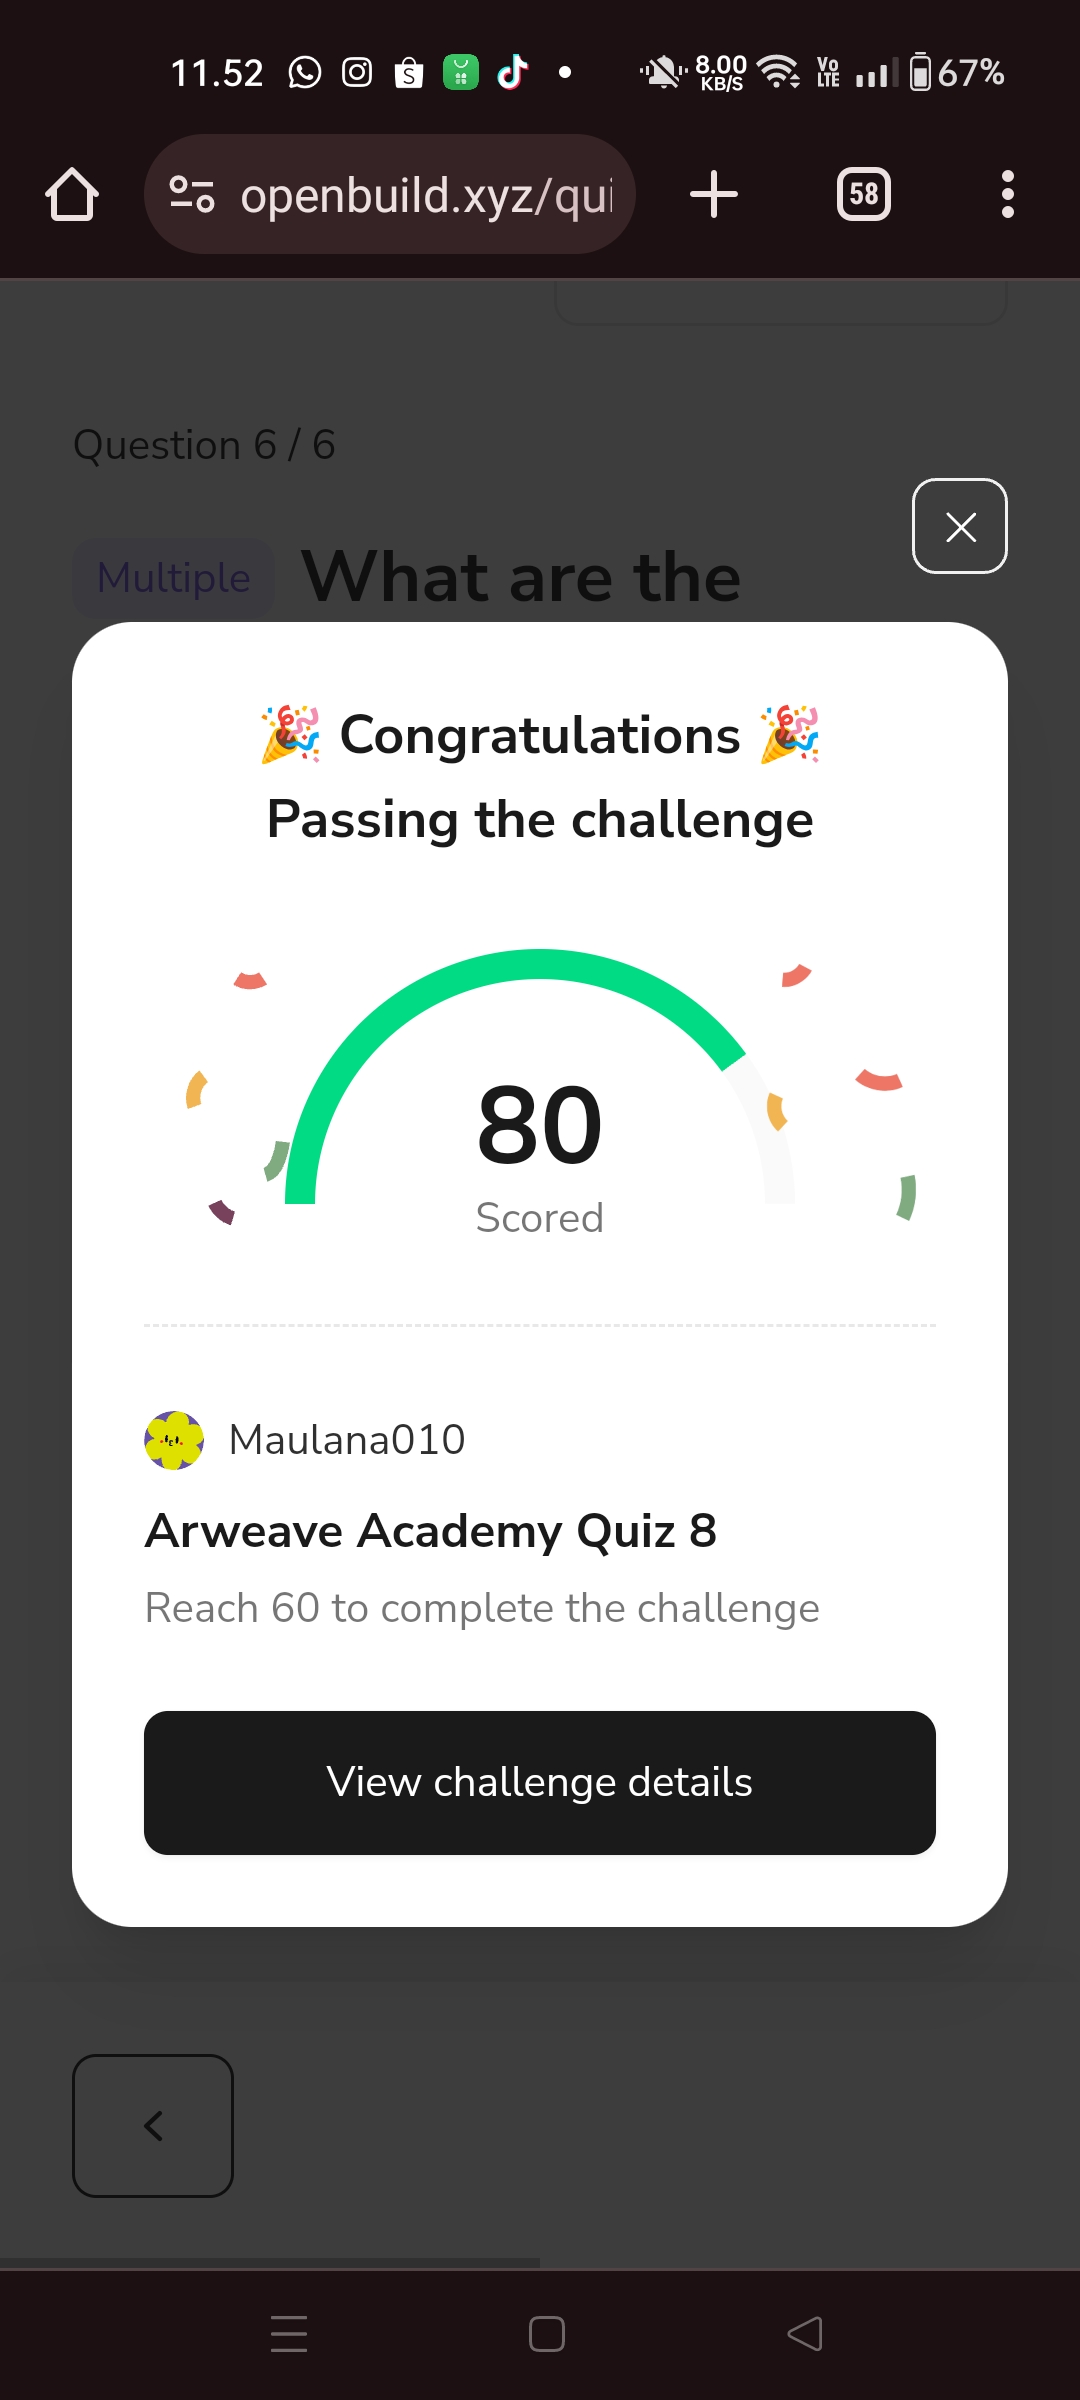 11.52
8.00
KB/S
Vo
LTE
67%
openbuild.xyz/qui
58
Question 6 / 6
Multiple
What are the
🎉 Congratulations 🎉
Passing the challenge
80
Scored
Maulana010
Arweave Academy Quiz 8
Reach 60 to complete the challenge
View challenge details